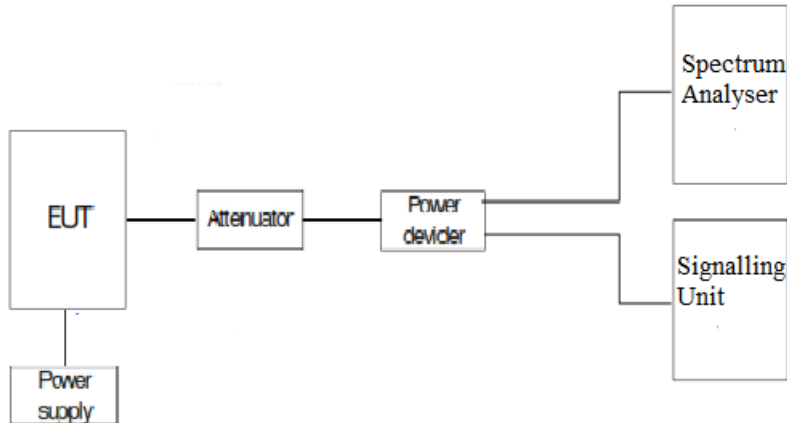 Spectrum
Analyser
EUT
Attenuator
Power
devider
Signalling
Unit
Power
supply